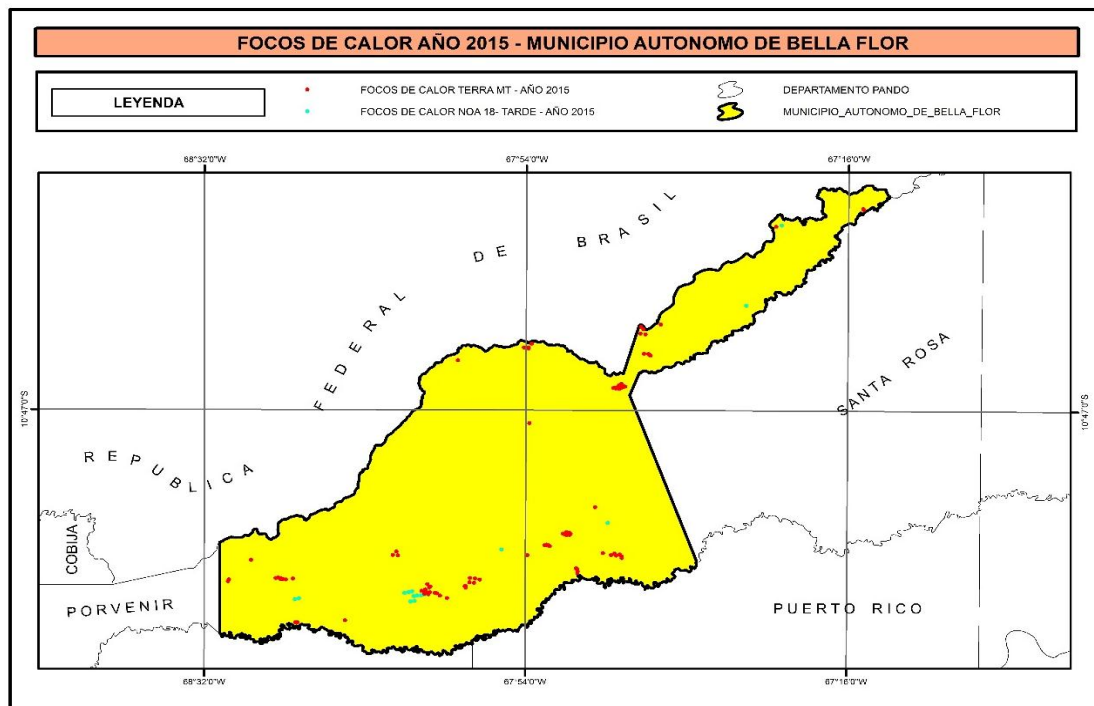 FOCOS DE CALOR AÑO 2015 - MUNICIPIO AUTONOMO DE BELLA FLOR
LEYENDA
FOCOS DE CALOR TERRA MT - AÑO 2015
FOCOS DE CALOR NOA 18- TARDE - AÑO 2015
DEPARTAMENTO PANDO
MUNICIPIO_AUTONOMO_DE_BELLA_FLOR
68°32'0"W
67°54'0"W
67°16'0"W
REPUBLICA FEDERAL DE BRASIL
SANTA ROSA
10°47'0"S
10°47'0"S
COBIJA
PORVENIR
PUERTO RICO
68°32'0"W
67°54'0"W
67°16'0"W